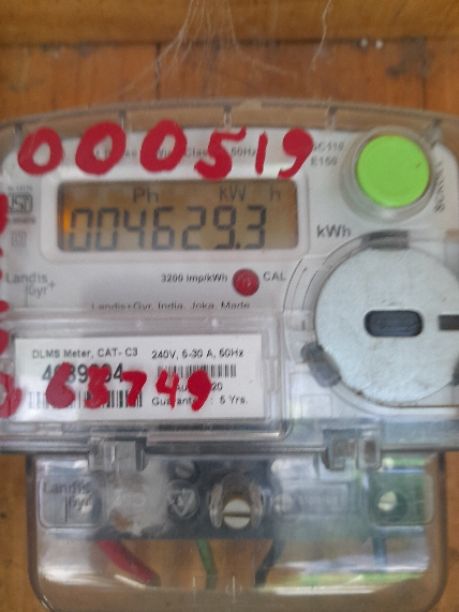 000519
50Hz
Ph kW h
004629.3
kWh
Landis
Gyr+
3200 imp/kWh CAL
Landis+Gyr, India, Joka, Made
DLMS Meter, CAT- C3 240V, 5-30 A, 50Hz
63749
: 5 Yrs.
Landis
Gyr